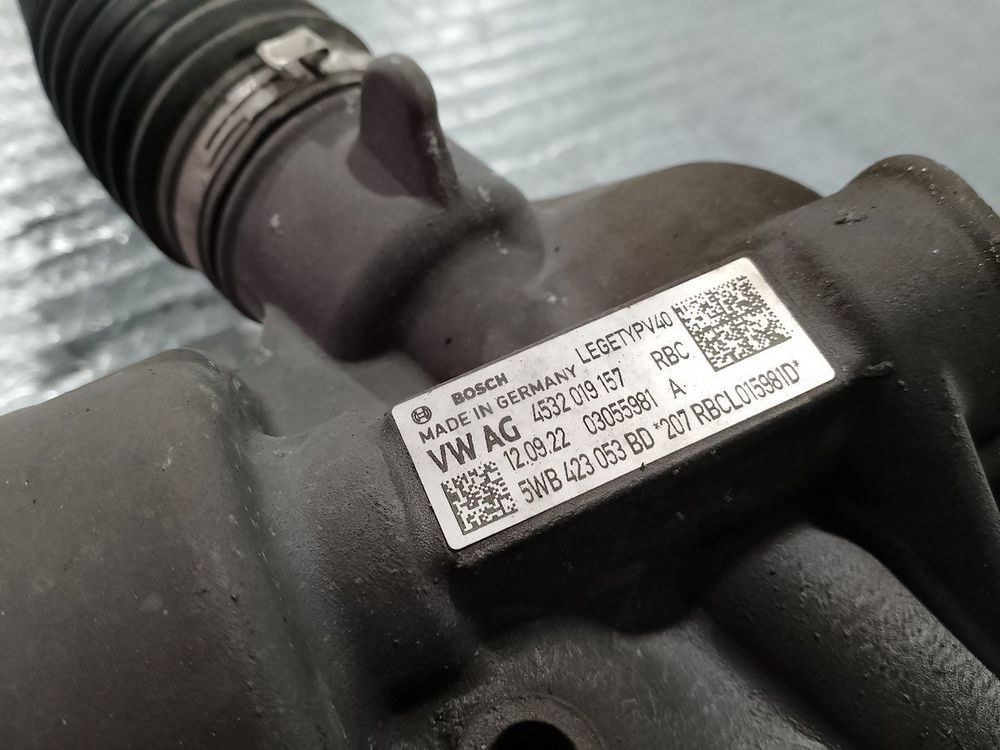 BOSCH
MADE IN GERMANY LEGETYPV40
VW AG 4532 019 157 RBC
12.09.22 03055981 A
5WB 423 053 BD *207 RBCL015981D*